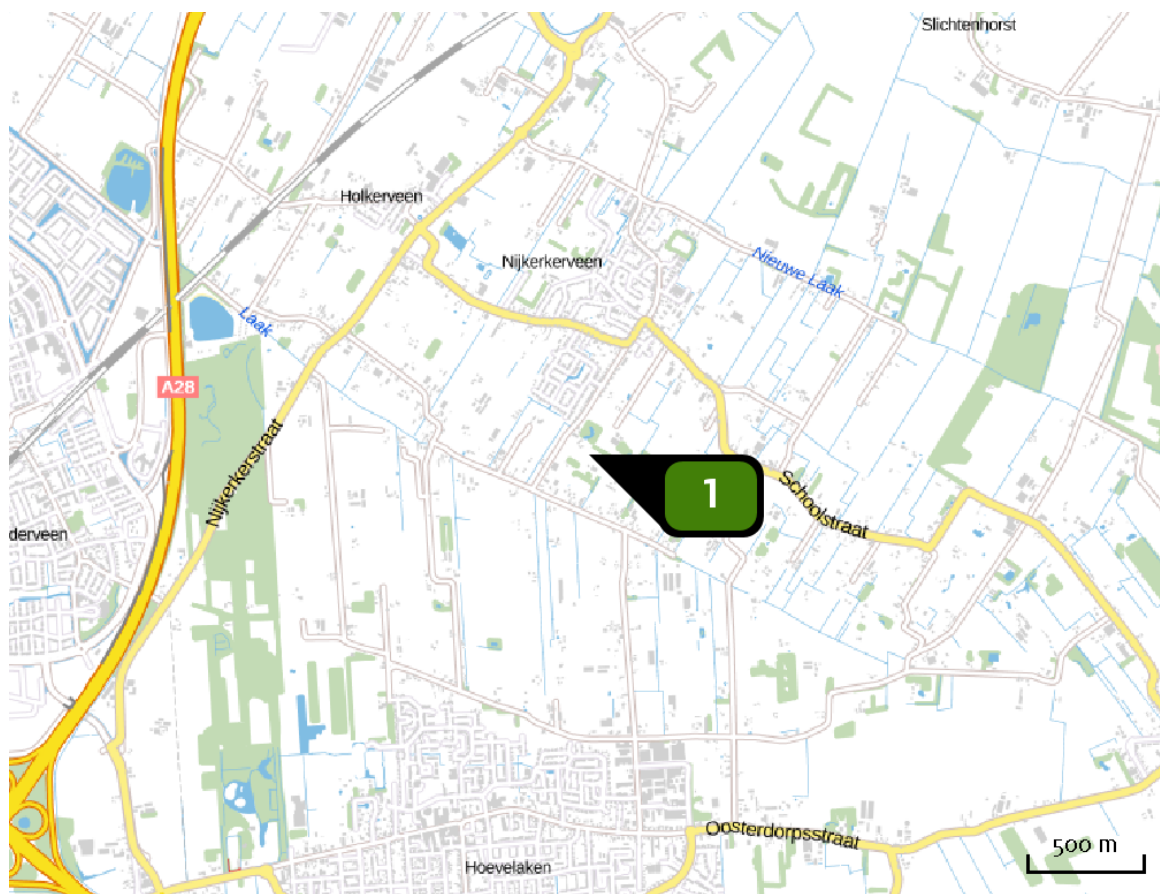 Slichtenhorst
Holkerveen
Nijkerkerveen
Nieuwe Laak
Laak
A28
Nijkerkerstraat
1
Schoolstraat
derveen
Oosterdorpsstraat
500 m
Hoevelaken